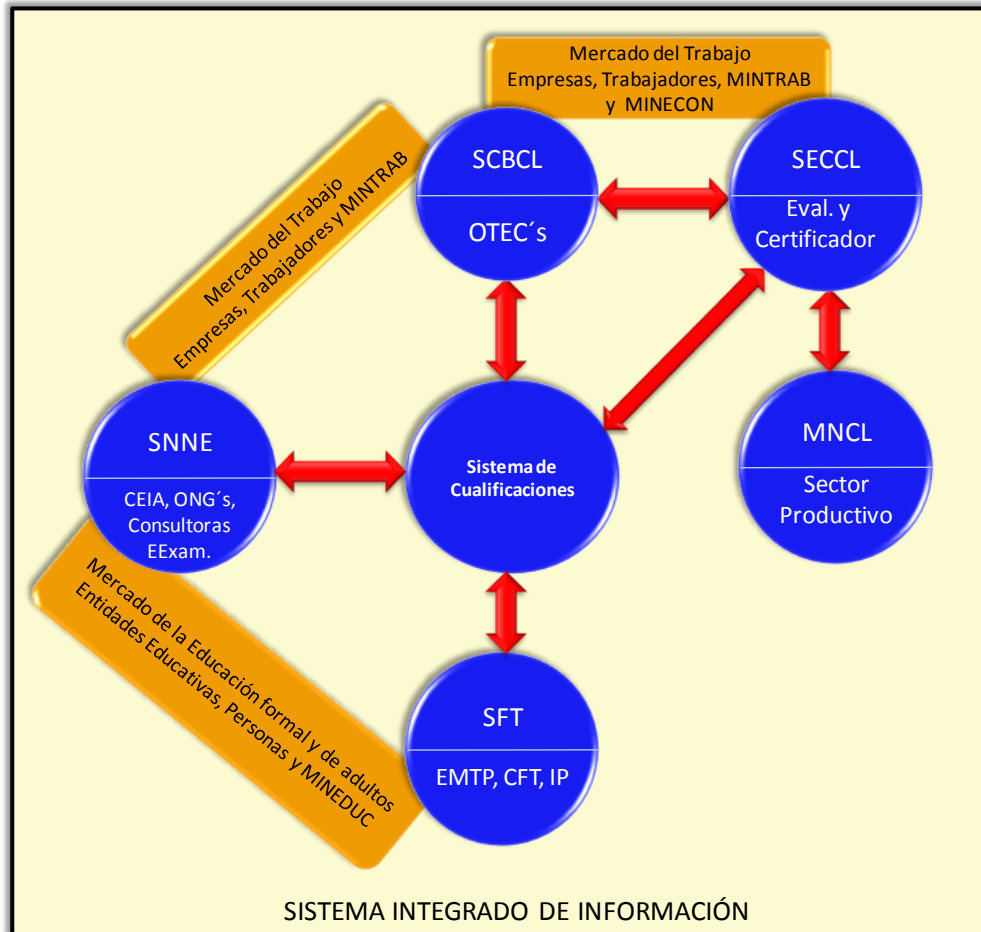 Mercado del Trabajo
Empresas, Trabajadores, MINTRAB
y MINECON
SCBCL
OTEC´s
SECCL
Eval. y
Certificador
Mercado del Trabajo
Empresas, Trabajadores y MINTRAB
SNNE
CEIA, ONG´s,
Consultoras
EExam.
Sistema de
Cualificaciones
MNCL
Sector
Productivo
Mercado de la Educación formal y de adultos
Entidades Educativas, Personas y MINEDUC
SFT
EMTP, CFT, IP
SISTEMA INTEGRADO DE INFORMACIÓN